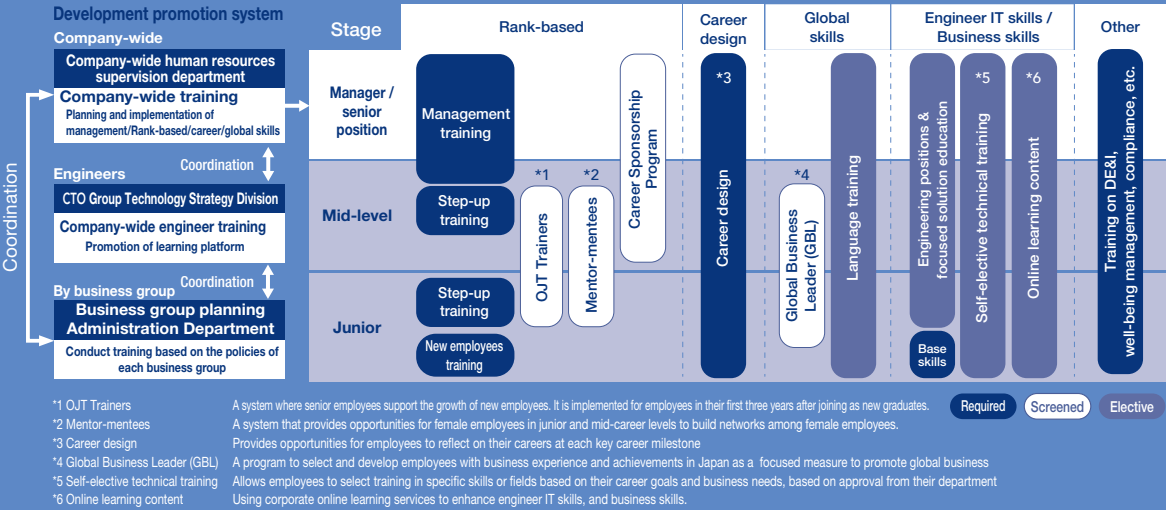 Development promotion system
Company-wide
Company-wide human resources
supervision department
Company-wide training
Planning and implementation of
management/Rank-based/career/global skills
Coordination
Coordination
Engineers
CTO Group Technology Strategy Division
Company-wide engineer training
Promotion of learning platform
By business group
Coordination
Business group planning
Administration Department
Conduct training based on the policies of
each business group
Stage
Rank-based
Career
design
Global
skills
Engineer IT skills /
Business skills
Other
Manager /
senior
position
Mid-level
Junior
Management
training
Step-up
training
Step-up
training
New employees
training
*1
OJT Trainers
*2
Mentor-mentees
Career Sponsorship
Program
*3
Career design
*4
Global Business
Leader (GBL)
Language training
Engineering positions &
focused solution education
Base
skills
*5
Self-elective technical training
*6
Online learning content
Training on DE&I,
well-being management, compliance, etc.
*1 OJT Trainers A system where senior employees support the growth of new employees. It is implemented for employees in their first three years after joining as new graduates.
*2 Mentor-mentees A system that provides opportunities for female employees in junior and mid-career levels to build networks among female employees.
*3 Career design Provides opportunities for employees to reflect on their careers at each key career milestone
*4 Global Business Leader (GBL) A program to select and develop employees with business experience and achievements in Japan as a focused measure to promote global business
*5 Self-elective technical training Allows employees to select training in specific skills or fields based on their career goals and business needs, based on approval from their department
*6 Online learning content Using corporate online learning services to enhance engineer IT skills, and business skills.
Required
Screened
Elective